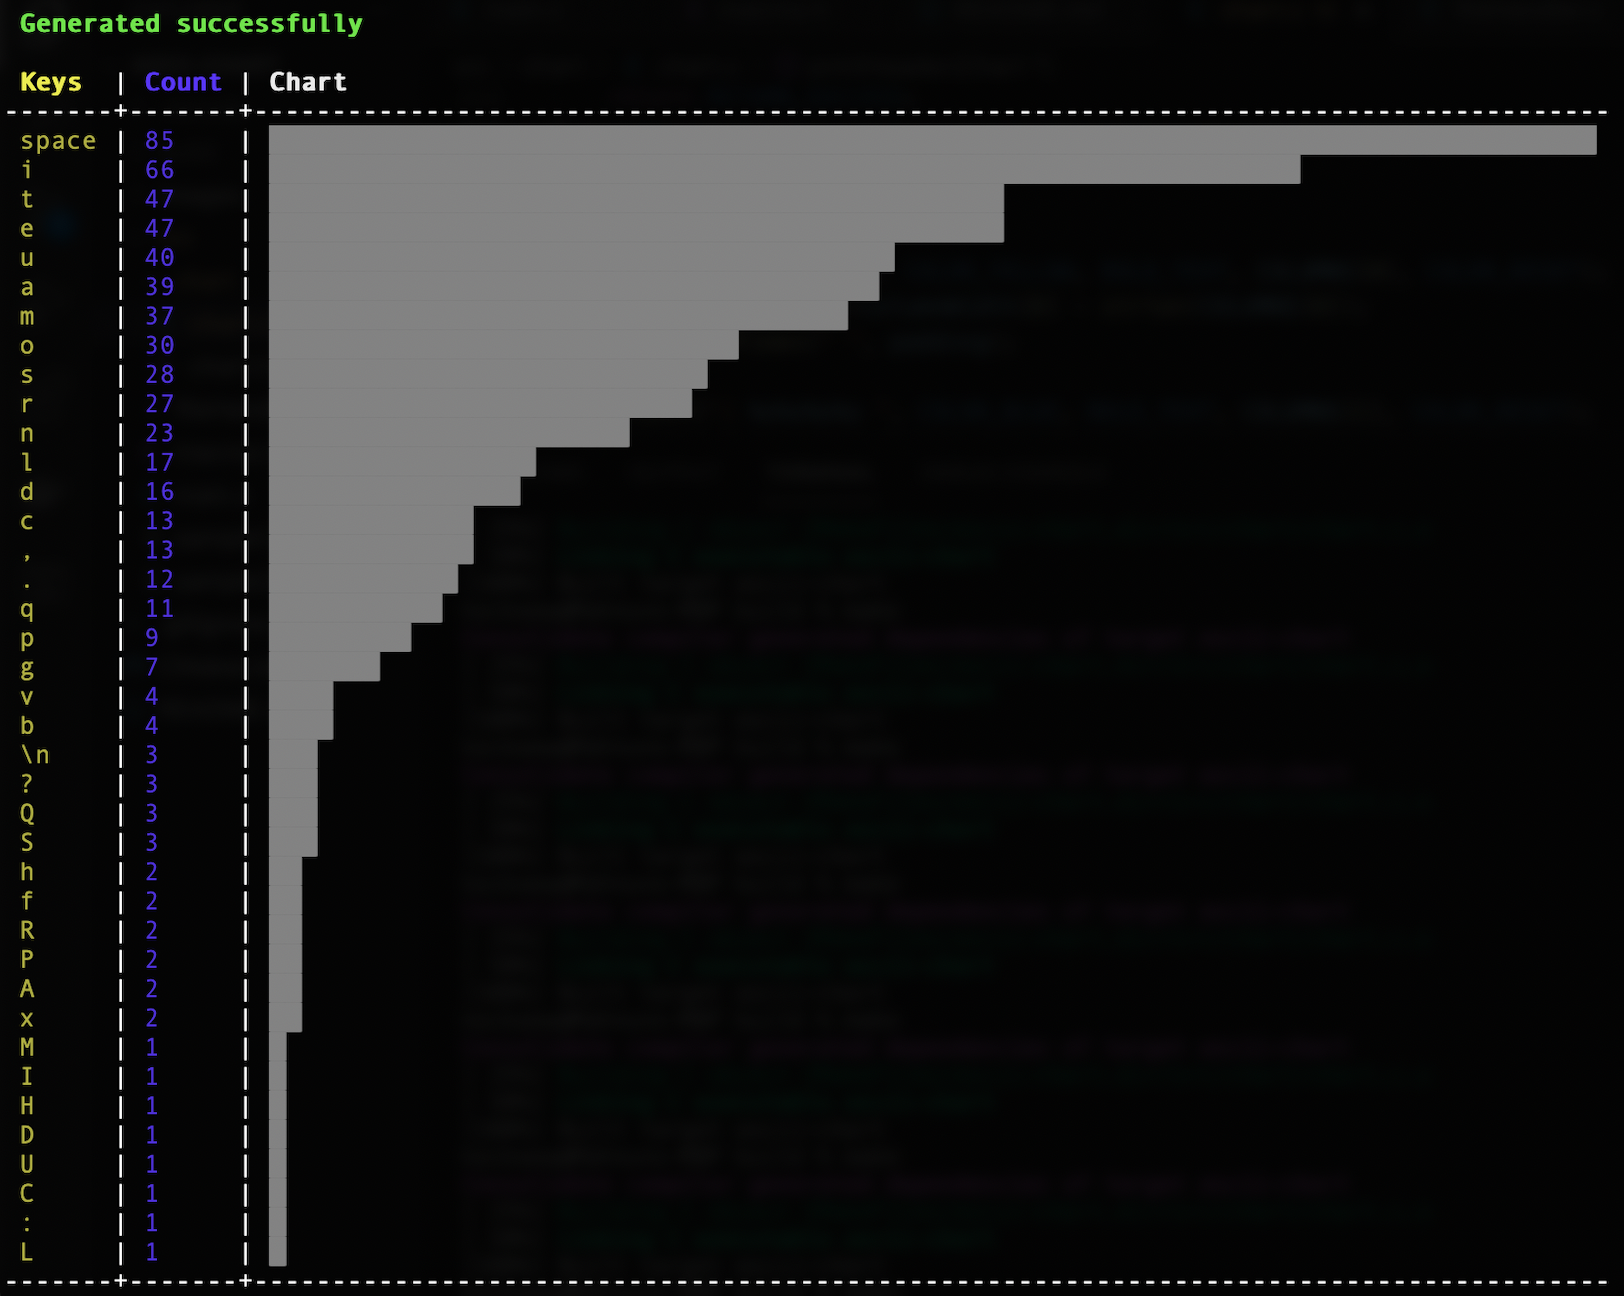 Generated successfully
Keys | Count | Chart
space | 85 |
i | 66 |
t | 47 |
e | 47 |
u | 40 |
a | 39 |
m | 37 |
o | 30 |
s | 28 |
r | 27 |
n | 23 |
l | 17 |
d | 16 |
c | 13 |
, | 13 |
. | 12 |
q | 11 |
p | 9 |
g | 7 |
v | 4 |
b | 4 |
\n | 3 |
? | 3 |
Q | 3 |
S | 3 |
h | 2 |
f | 2 |
R | 2 |
P | 2 |
A | 2 |
x | 2 |
M | 1 |
I | 1 |
H | 1 |
D | 1 |
U | 1 |
C | 1 |
: | 1 |
L | 1 |